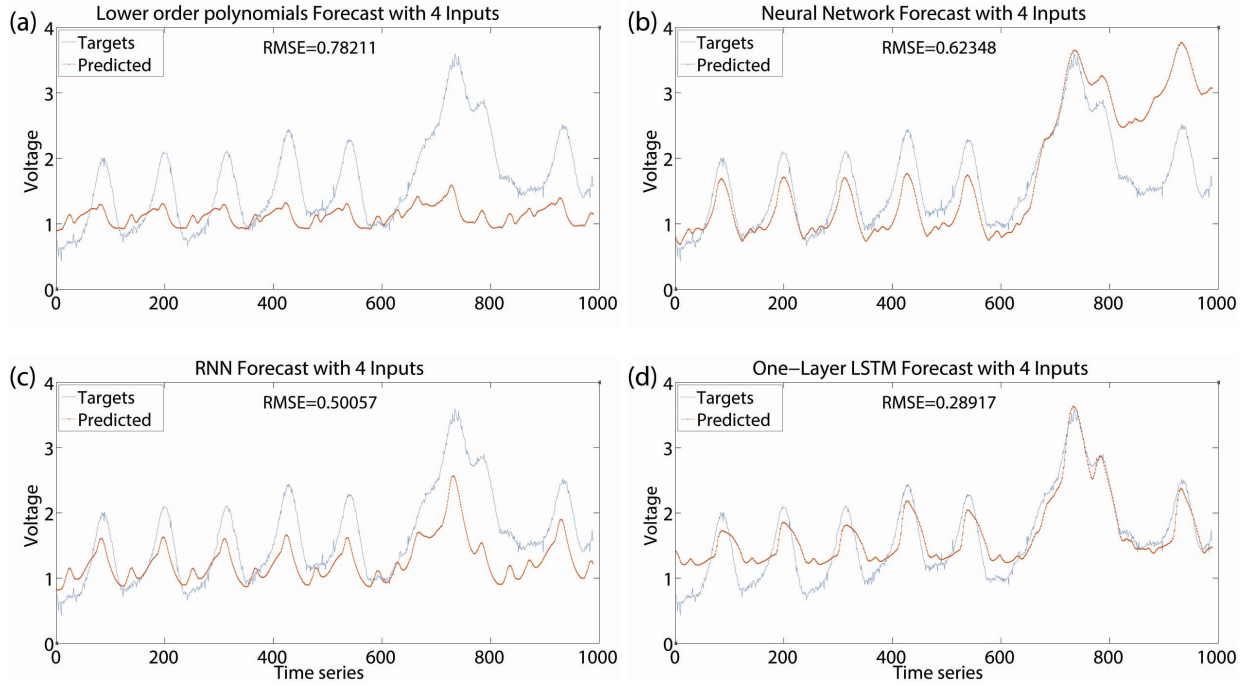 (a)
Lower order polynomials Forecast with 4 Inputs
4
Targets
Predicted
RMSE=0.78211
3
Voltage
2
1
0
0 200 400 600 800 1000
(b)
Neural Network Forecast with 4 Inputs
4
Targets
Predicted
RMSE=0.62348
3
Voltage
2
1
0
0 200 400 600 800 1000
(c)
RNN Forecast with 4 Inputs
4
Targets
Predicted
RMSE=0.50057
3
Voltage
2
1
0
0 200 400 600 800 1000
Time series
(d)
One-Layer LSTM Forecast with 4 Inputs
4
Targets
Predicted
RMSE=0.28917
3
Voltage
2
1
0
0 200 400 600 800 1000
Time series